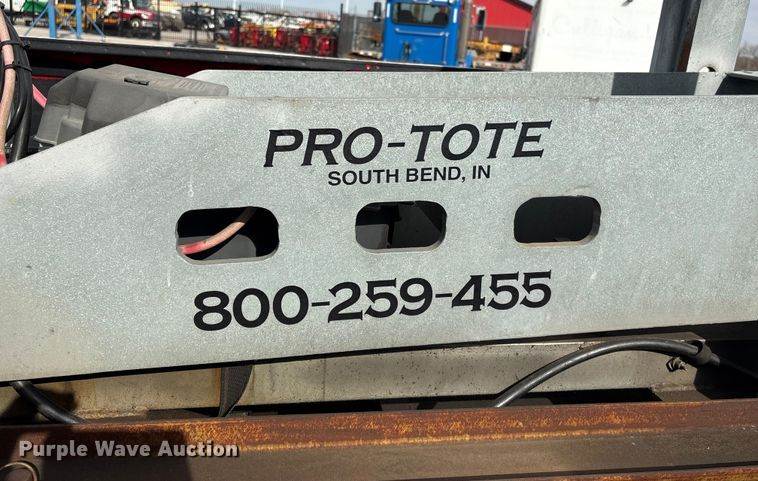 PRO-TOTE
SOUTH BEND, IN
800-259-455
Purple Wave Auction